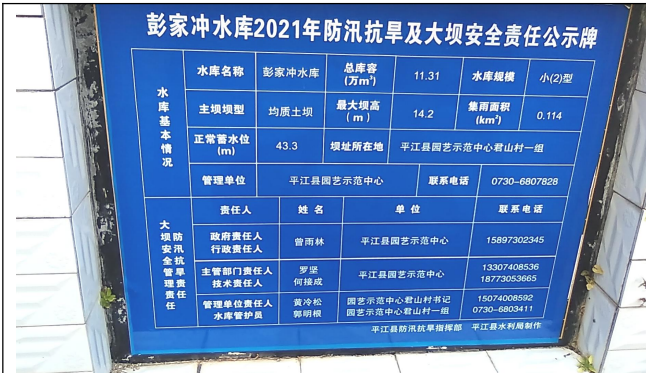 彭家冲水库2021年防汛抗旱及大坝安全责任公示牌
水库基本情况
水库名称 彭家冲水库 总库容(万m³) 11.31 水库规模 小(2)型
主坝坝型 均质土坝 最大坝高(m) 14.2 集雨面积(km²) 0.114
正常蓄水位(m) 43.3 坝址所在地 平江县园艺示范中心君山村一组
管理单位 平江县园艺示范中心 联系电话 0730-6807828
大坝安全管理责任
防汛抗旱责任
责任人 姓名 单位 联系电话
政府责任人 行政责任人 曾雨林 平江县园艺示范中心 15897302345
主管部门责任人 罗坚 平江县园艺示范中心 13307408536
技术责任人 何接成 18773053665
管理单位责任人 黄冷松 园艺示范中心君山村书记 15074008592
水库管护员 郭明根 园艺示范中心君山村一组 0730-6803411
平江县防汛抗旱指挥部 平江县水利局制作